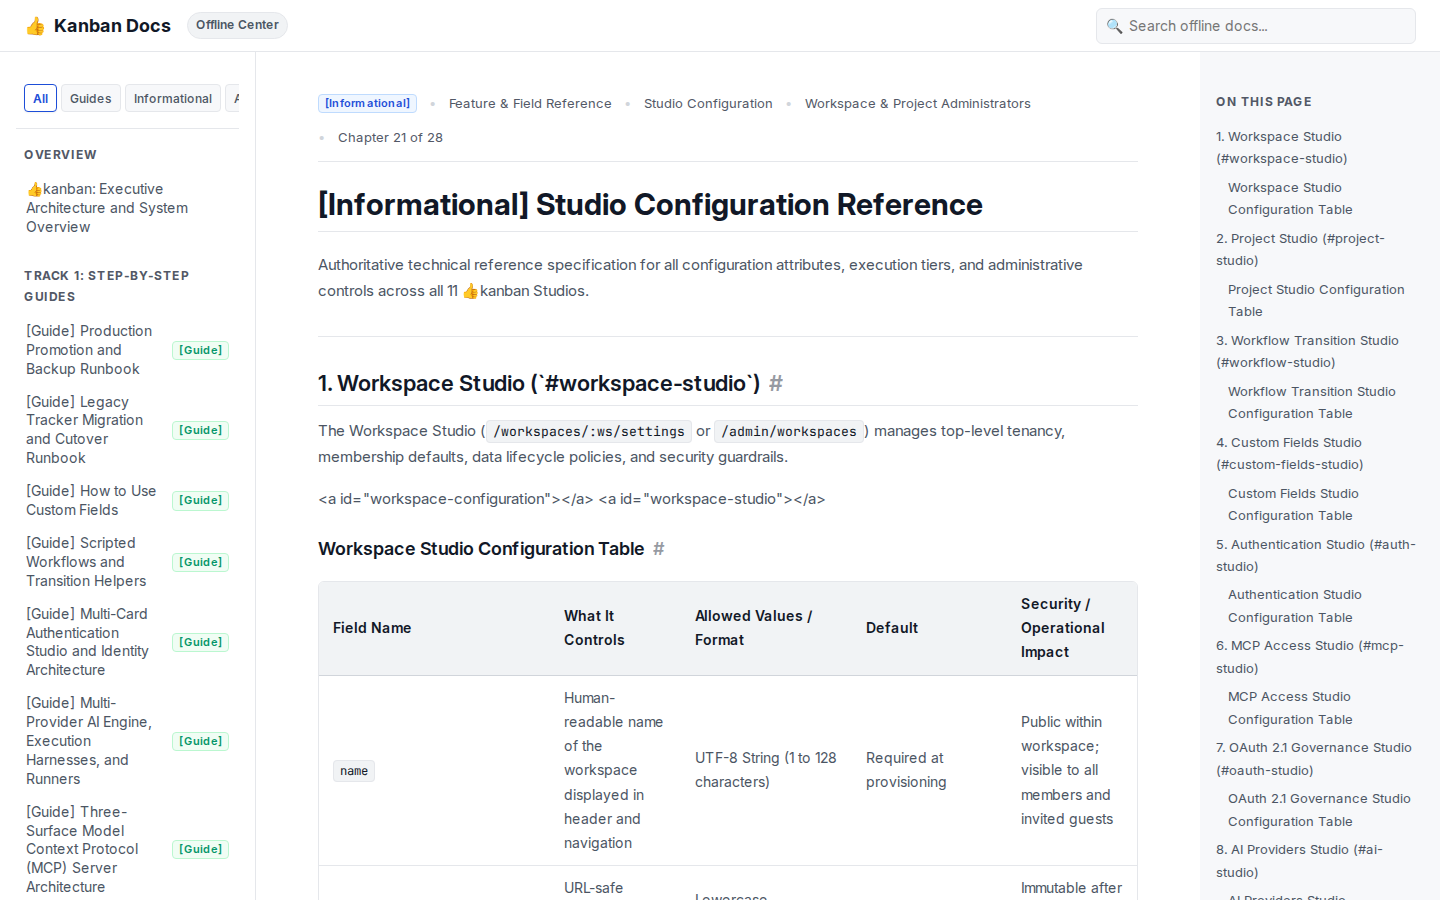 👍 Kanban Docs Offline Center
🔍 Search offline docs...
All Guides Informational
OVERVIEW
👍kanban: Executive
Architecture and System
Overview
TRACK 1: STEP-BY-STEP
GUIDES
[Guide] Production
Promotion and
Backup Runbook
[Guide]
[Guide] Legacy
Tracker Migration
and Cutover
Runbook
[Guide]
[Guide] How to Use
Custom Fields
[Guide]
[Guide] Scripted
Workflows and
Transition Helpers
[Guide]
[Guide] Multi-Card
Authentication
Studio and Identity
Architecture
[Guide]
[Guide] Multi-
Provider AI Engine,
Execution
Harnesses, and
Runners
[Guide]
[Guide] Three-
Surface Model
Context Protocol
(MCP) Server
Architecture
[Guide]
[Informational] • Feature & Field Reference • Studio Configuration • Workspace & Project Administrators
• Chapter 21 of 28
[Informational] Studio Configuration Reference
Authoritative technical reference specification for all configuration attributes, execution tiers, and administrative
controls across all 11 👍kanban Studios.
1. Workspace Studio (`#workspace-studio`) #
The Workspace Studio ( /workspaces/:ws/settings or /admin/workspaces ) manages top-level tenancy,
membership defaults, data lifecycle policies, and security guardrails.
<a id="workspace-configuration"></a> <a id="workspace-studio"></a>
Workspace Studio Configuration Table #
Field Name
What It
Controls
Allowed Values /
Format
Default
Security /
Operational
Impact
name
Human-
readable name
of the
workspace
displayed in
header and
navigation
UTF-8 String (1 to 128
characters)
Required at
provisioning
Public within
workspace;
visible to all
members and
invited guests
URL-safe
Lowercase
Immutable after
ON THIS PAGE
1. Workspace Studio
(#workspace-studio)
Workspace Studio
Configuration Table
2. Project Studio (#project-
studio)
Project Studio Configuration
Table
3. Workflow Transition Studio
(#workflow-studio)
Workflow Transition Studio
Configuration Table
4. Custom Fields Studio
(#custom-fields-studio)
Custom Fields Studio
Configuration Table
5. Authentication Studio (#auth-
studio)
Authentication Studio
Configuration Table
6. MCP Access Studio (#mcp-
studio)
MCP Access Studio
Configuration Table
7. OAuth 2.1 Governance Studio
(#oauth-studio)
OAuth 2.1 Governance Studio
Configuration Table
8. AI Providers Studio (#ai-
studio)
AI Providers Studio